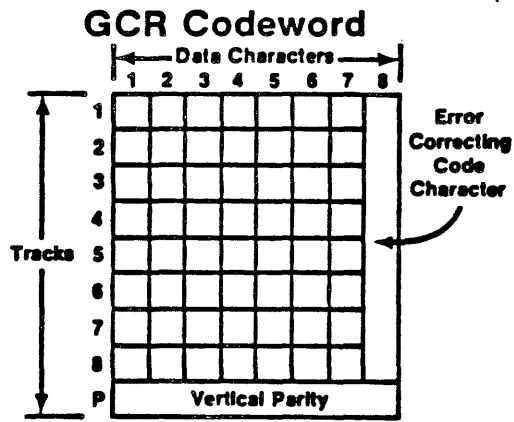 GCR Codeword
Data Characters
1 2 3 4 5 6 7 8
1
2
3
4
5
6
7
8
P
Tracks
Error
Correcting
Code
Character
Vertical Parity